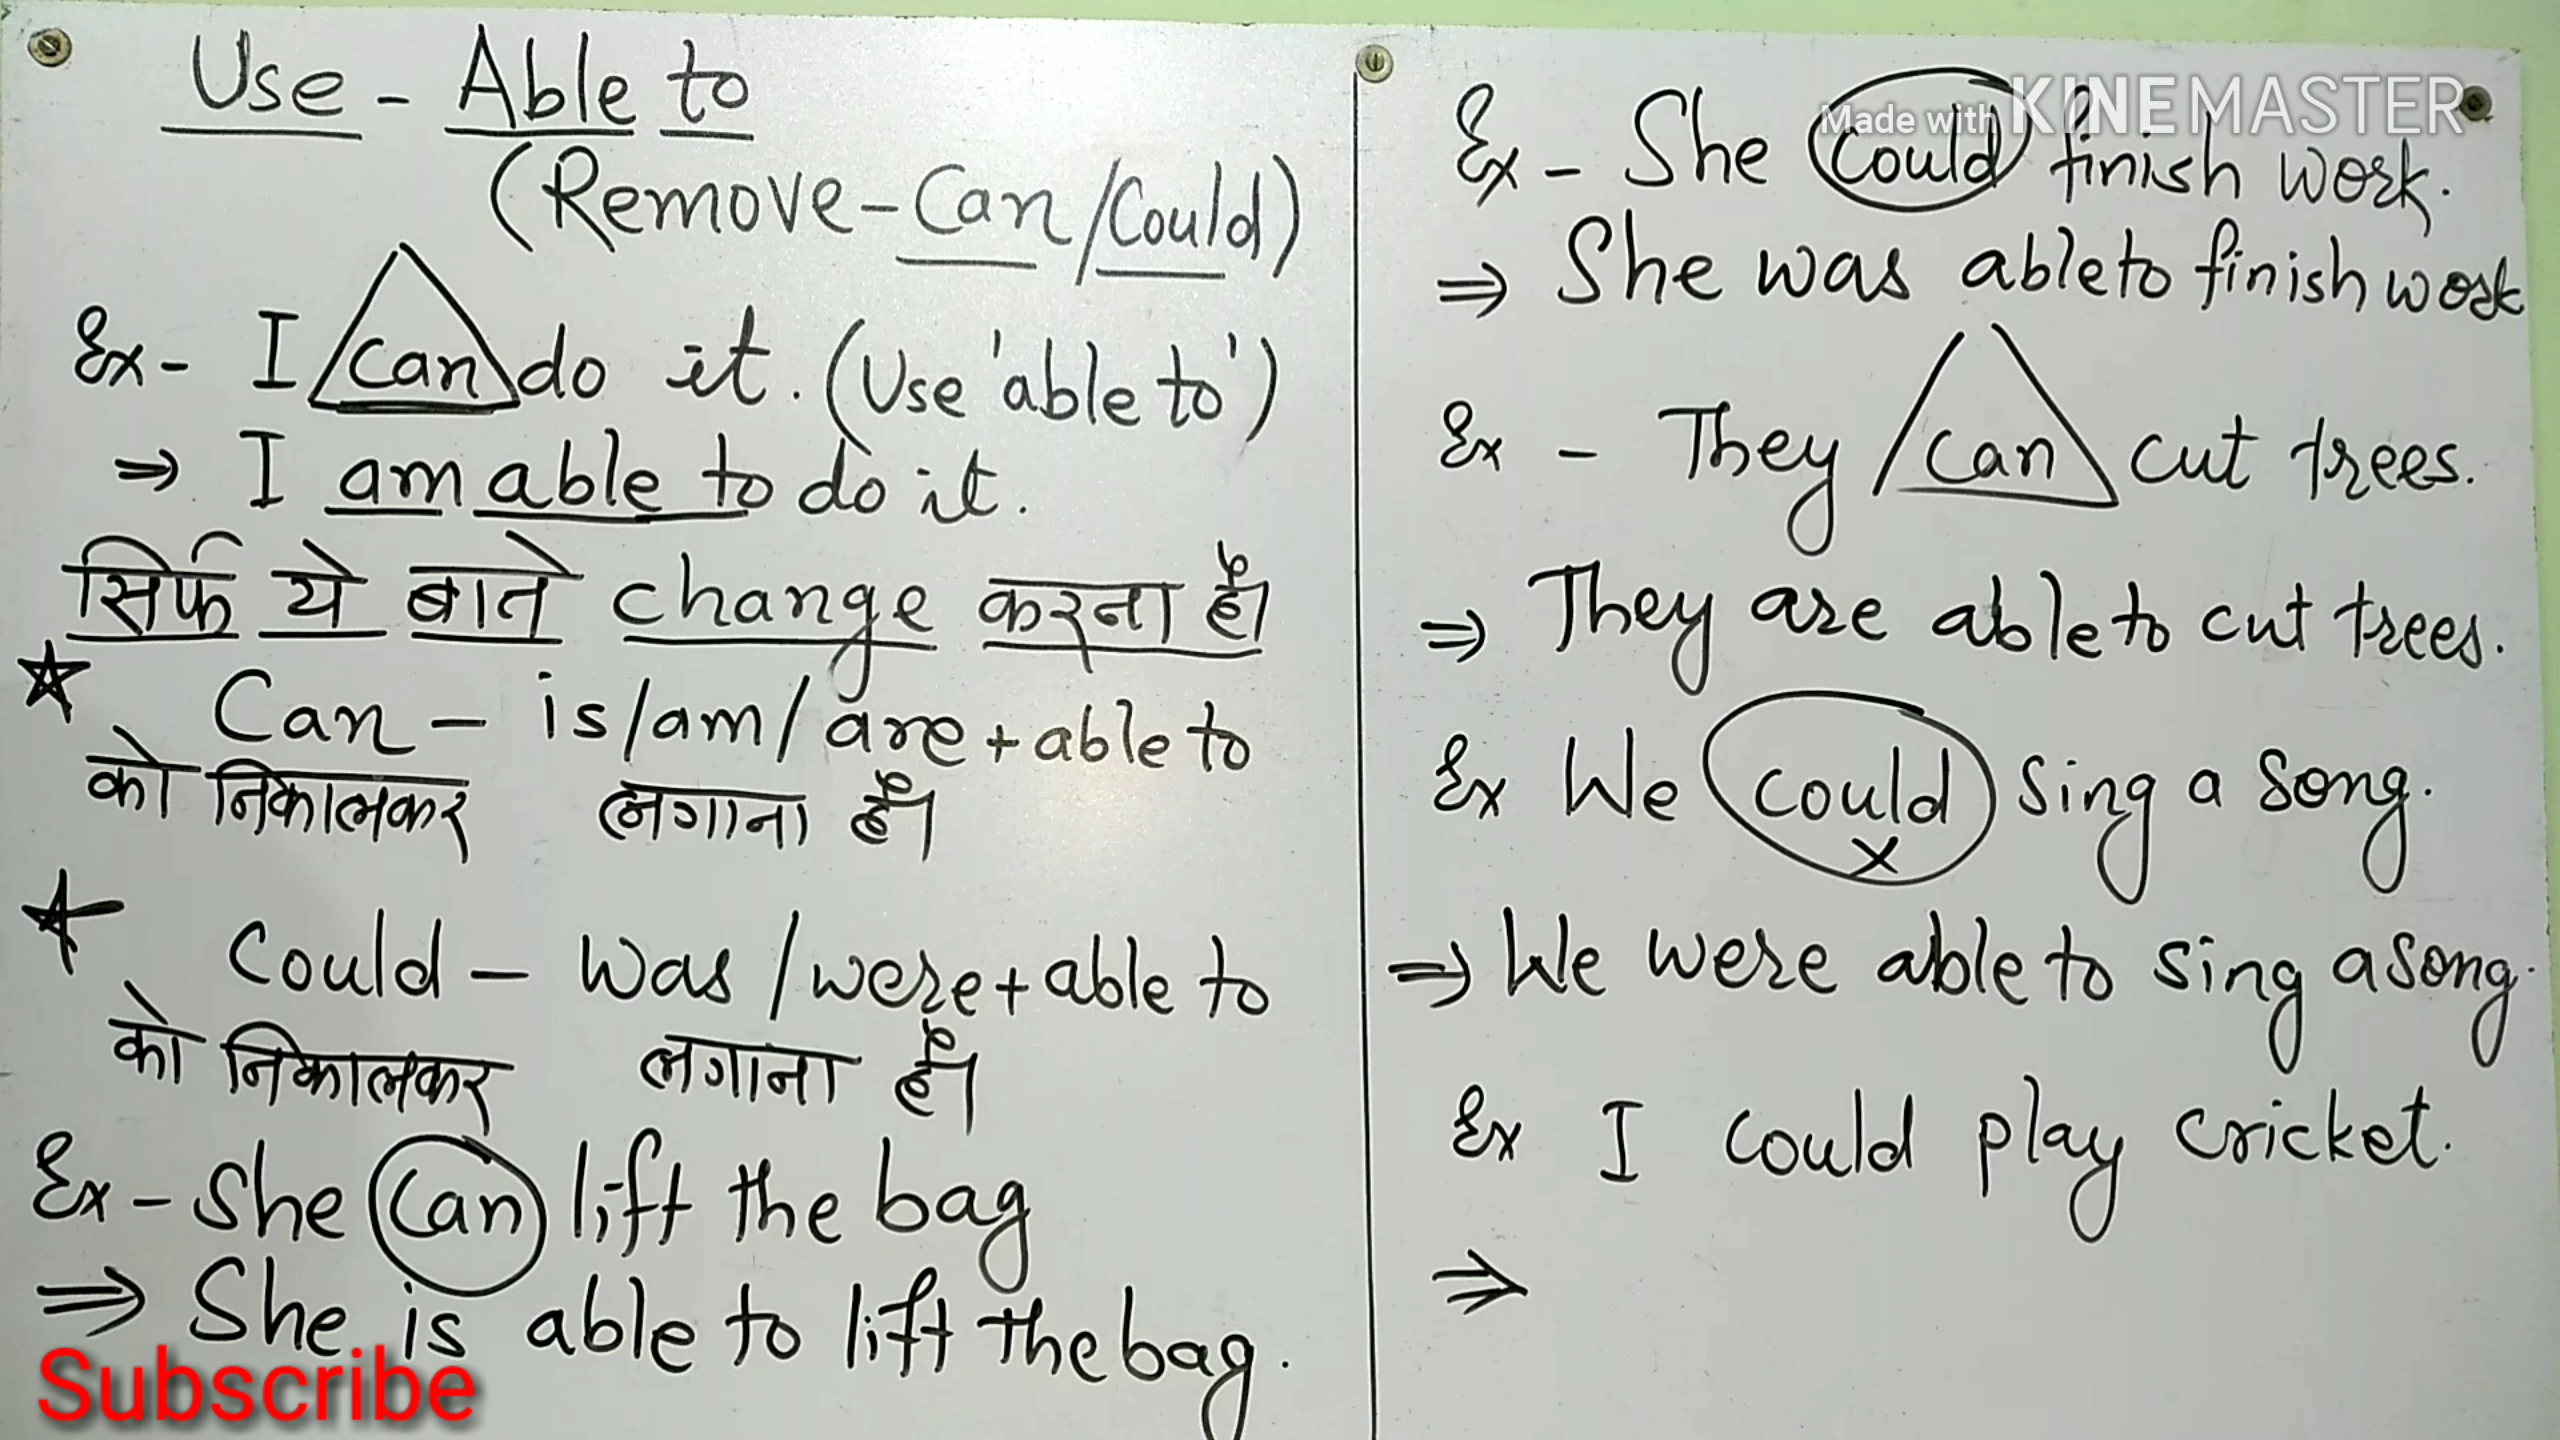 Use - Able to
(Remove - Can/Could)
Ex - I can do it. (Use 'able to')
⇒ I am able to do it.
सिर्फ ये बाते change करना है।
☆ Can - is/am/are + able to
को निकालकर लगाना है।
☆ Could - was/were + able to
को निकालकर लगाना है।
Ex - She can lift the bag
⇒ She is able to lift the bag.
Subscribe
Made with KINEMASTER
Ex - She could finish work.
⇒ She was able to finish work
Ex - They can cut trees.
⇒ They are able to cut trees.
Ex We could sing a song.
x
⇒ We were able to sing a song.
Ex I could play cricket.
⇒